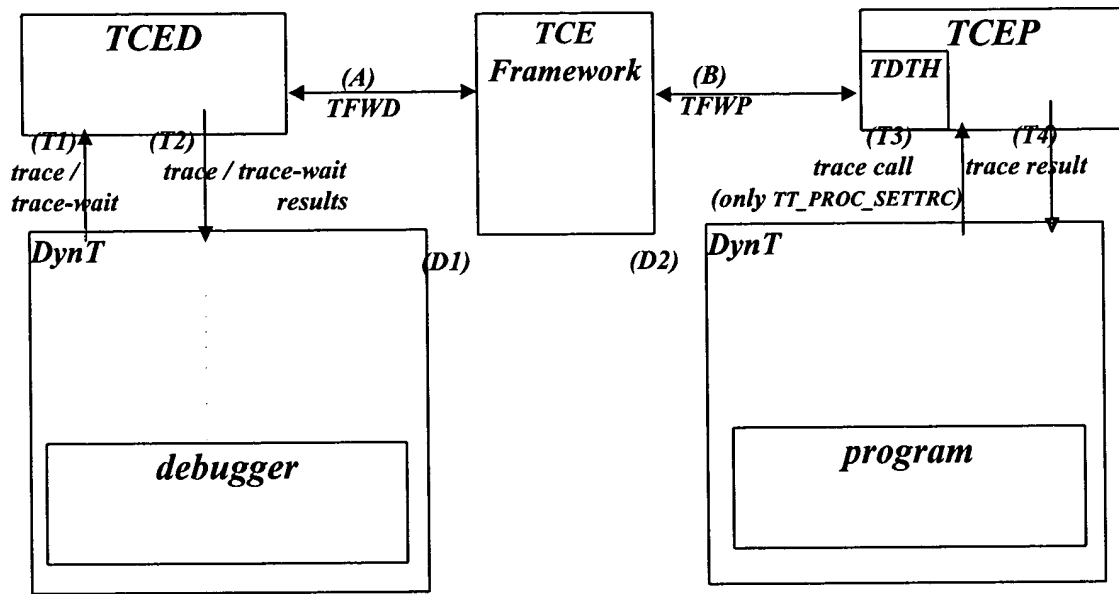 TCED
TCE
Framework
TCEP
TDTH
(A)
TFWD
(B)
TFWP
(T1)
trace /
trace-wait
(T2)
trace / trace-wait
results
(T3)
trace call
(only TT_PROC_SETTRC)
(T4)
trace result
DynT
(D1)
(D2)
DynT
debugger
program